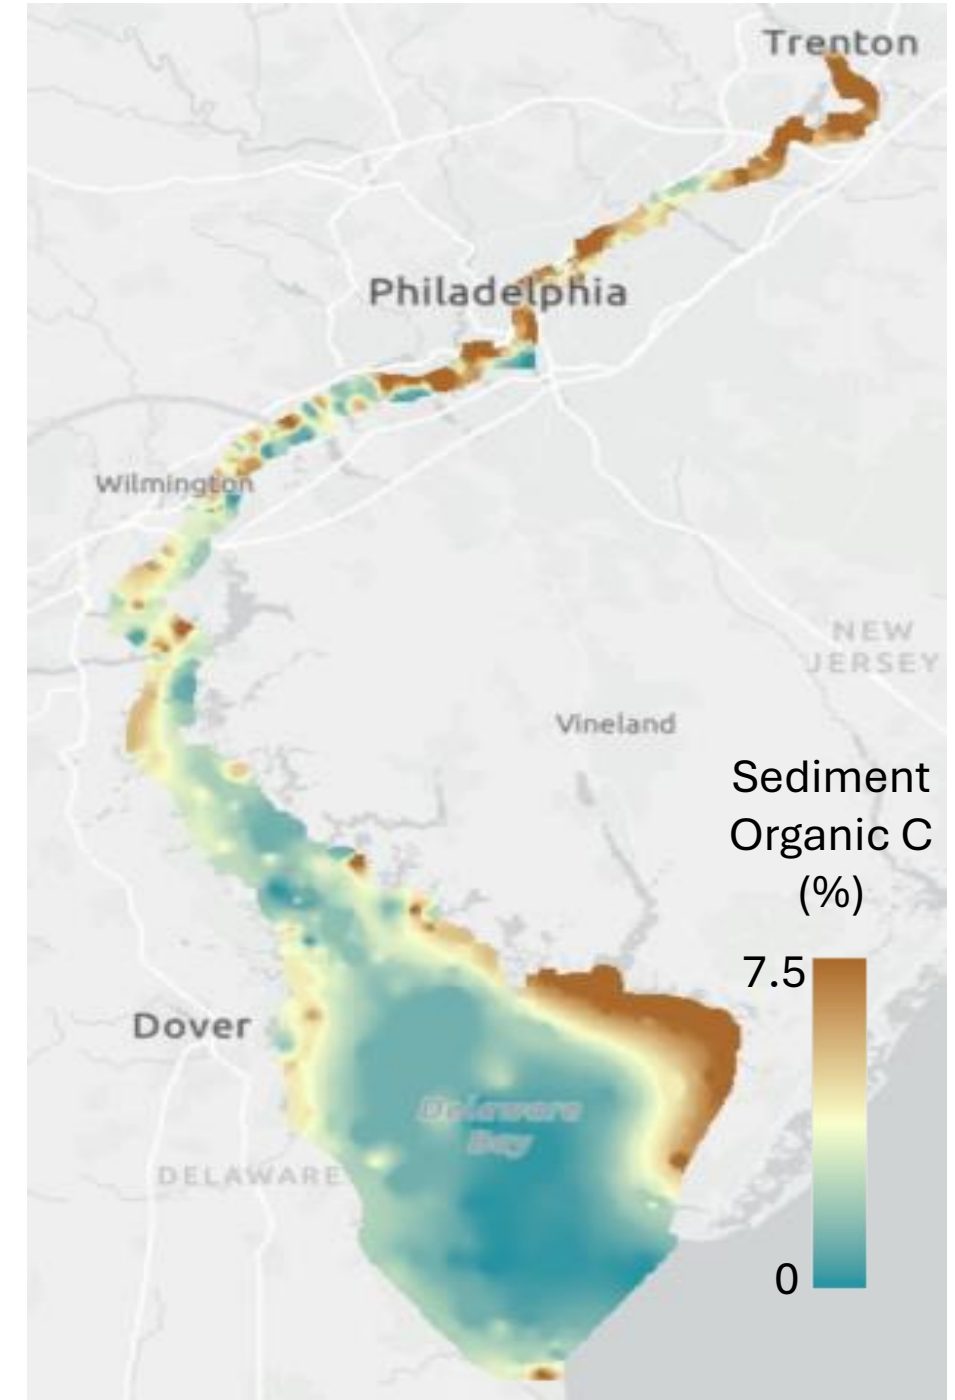 Trenton
Philadelphia
Wilmington
NEW
JERSEY
Vineland
Sediment
Organic C
(%)
7.5
Dover
Delaware
Bay
DELAWARE
0